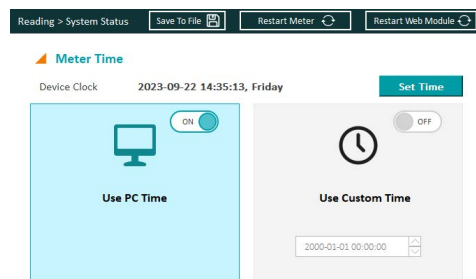 Reading > System Status Save To File Restart Meter Restart Web Module
Meter Time
Device Clock 2023-09-22 14:35:13, Friday Set Time
ON OFF
Use PC Time Use Custom Time
2000-01-01 00:00:00